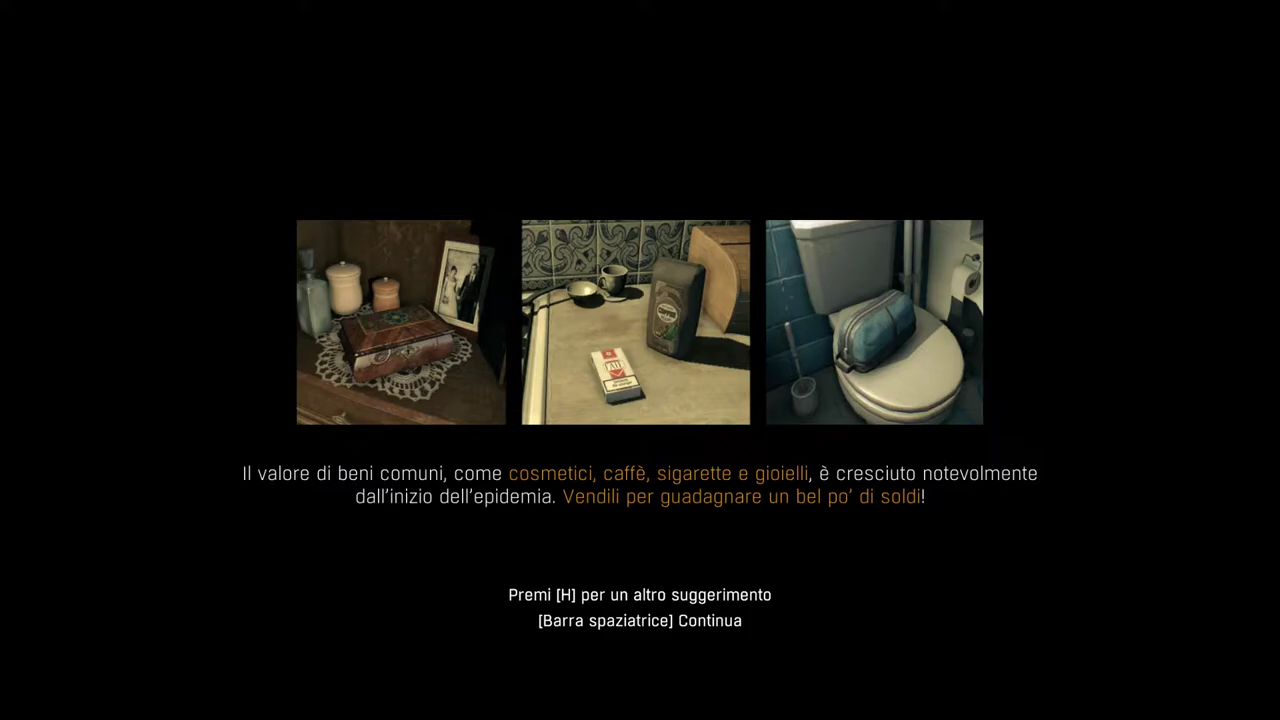 Il valore di beni comuni, come cosmetici, caffè, sigarette e gioielli, è cresciuto notevolmente
dall'inizio dell'epidemia. Vendili per guadagnare un bel po' di soldi!
Premi [H] per un altro suggerimento
[Barra spaziatrice] Continua